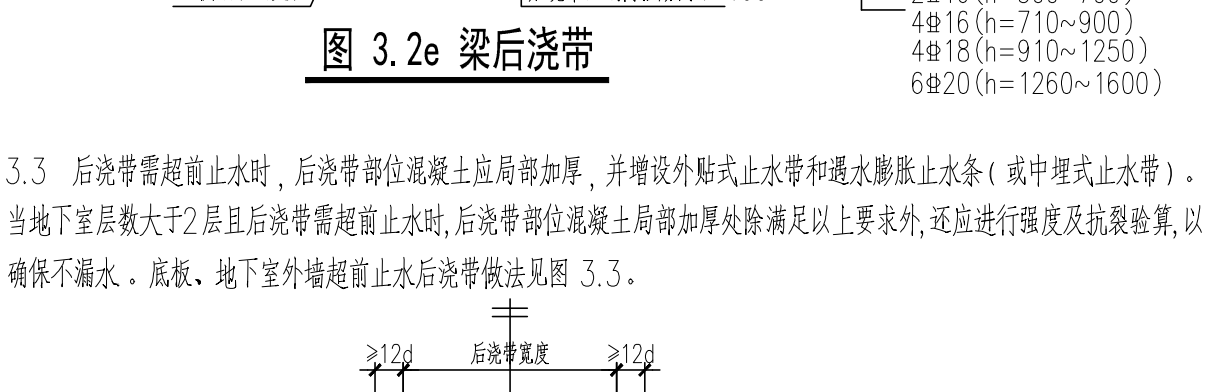 图 3.2e 梁后浇带
4Φ16(h=710~900)
4Φ18(h=910~1250)
6Φ20(h=1260~1600)
3.3 后浇带需超前止水时,后浇带部位混凝土应局部加厚,并增设外贴式止水带和遇水膨胀止水条(或中埋式止水带)。
当地下室层数大于2层且后浇带需超前止水时,后浇带部位混凝土局部加厚处除满足以上要求外,还应进行强度及抗裂验算,以
确保不漏水。底板、地下室外墙超前止水后浇带做法见图 3.3。
≥12d 后浇带宽度 ≥12d